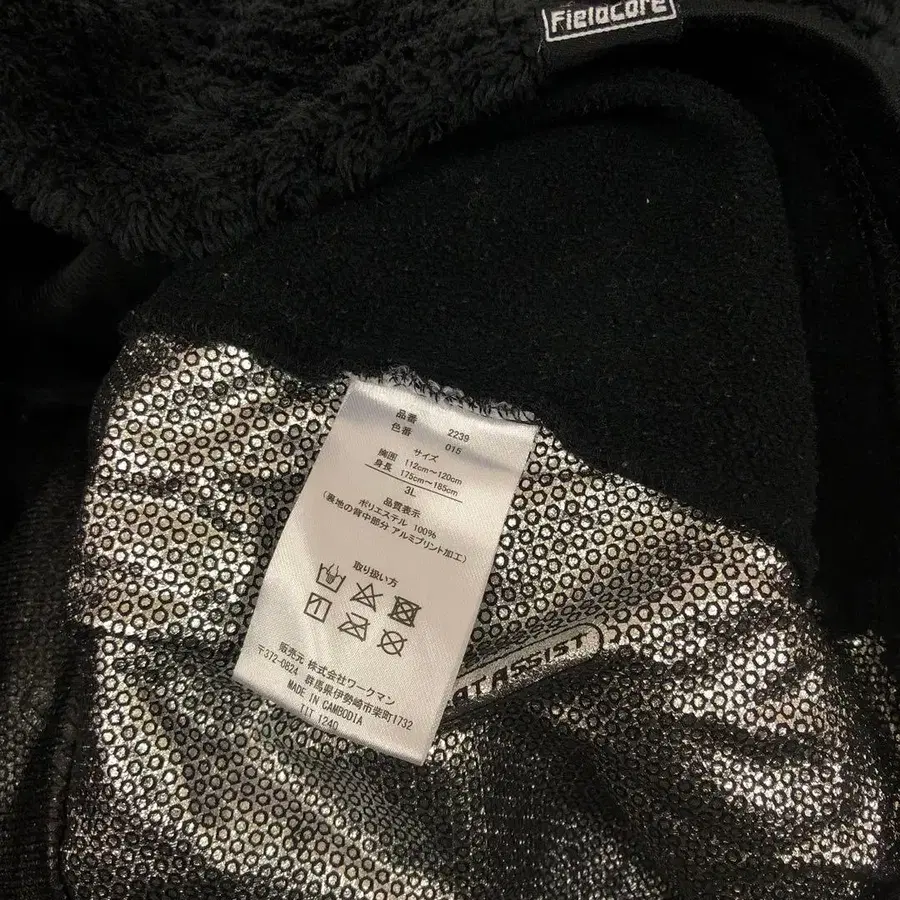 FieldCore
品番 2239
色番 015
サイズ
胸囲 112cm~120cm
身長 175cm~185cm
3L
品質表示
ポリエステル 100%
(裏地の背中部分 アルミプリント加工)
取り扱い方
販売元 株式会社ワークマン
〒372-0824 群馬県伊勢崎市柴町1732
MADE IN CAMBODIA
TIT 1240
ATASSIST